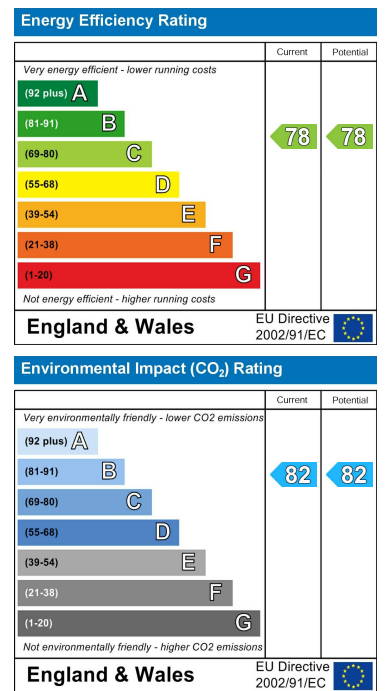 Energy Efficiency Rating
Current Potential
Very energy efficient - lower running costs
(92 plus) A
(81-91) B
(69-80) C
(55-68) D
(39-54) E
(21-38) F
(1-20) G
78 78
Not energy efficient - higher running costs
England & Wales
EU Directive
2002/91/EC
Environmental Impact (CO₂) Rating
Current Potential
Very environmentally friendly - lower CO2 emissions
(92 plus) A
(81-91) B
(69-80) C
(55-68) D
(39-54) E
(21-38) F
(1-20) G
82 82
Not environmentally friendly - higher CO2 emissions
England & Wales
EU Directive
2002/91/EC